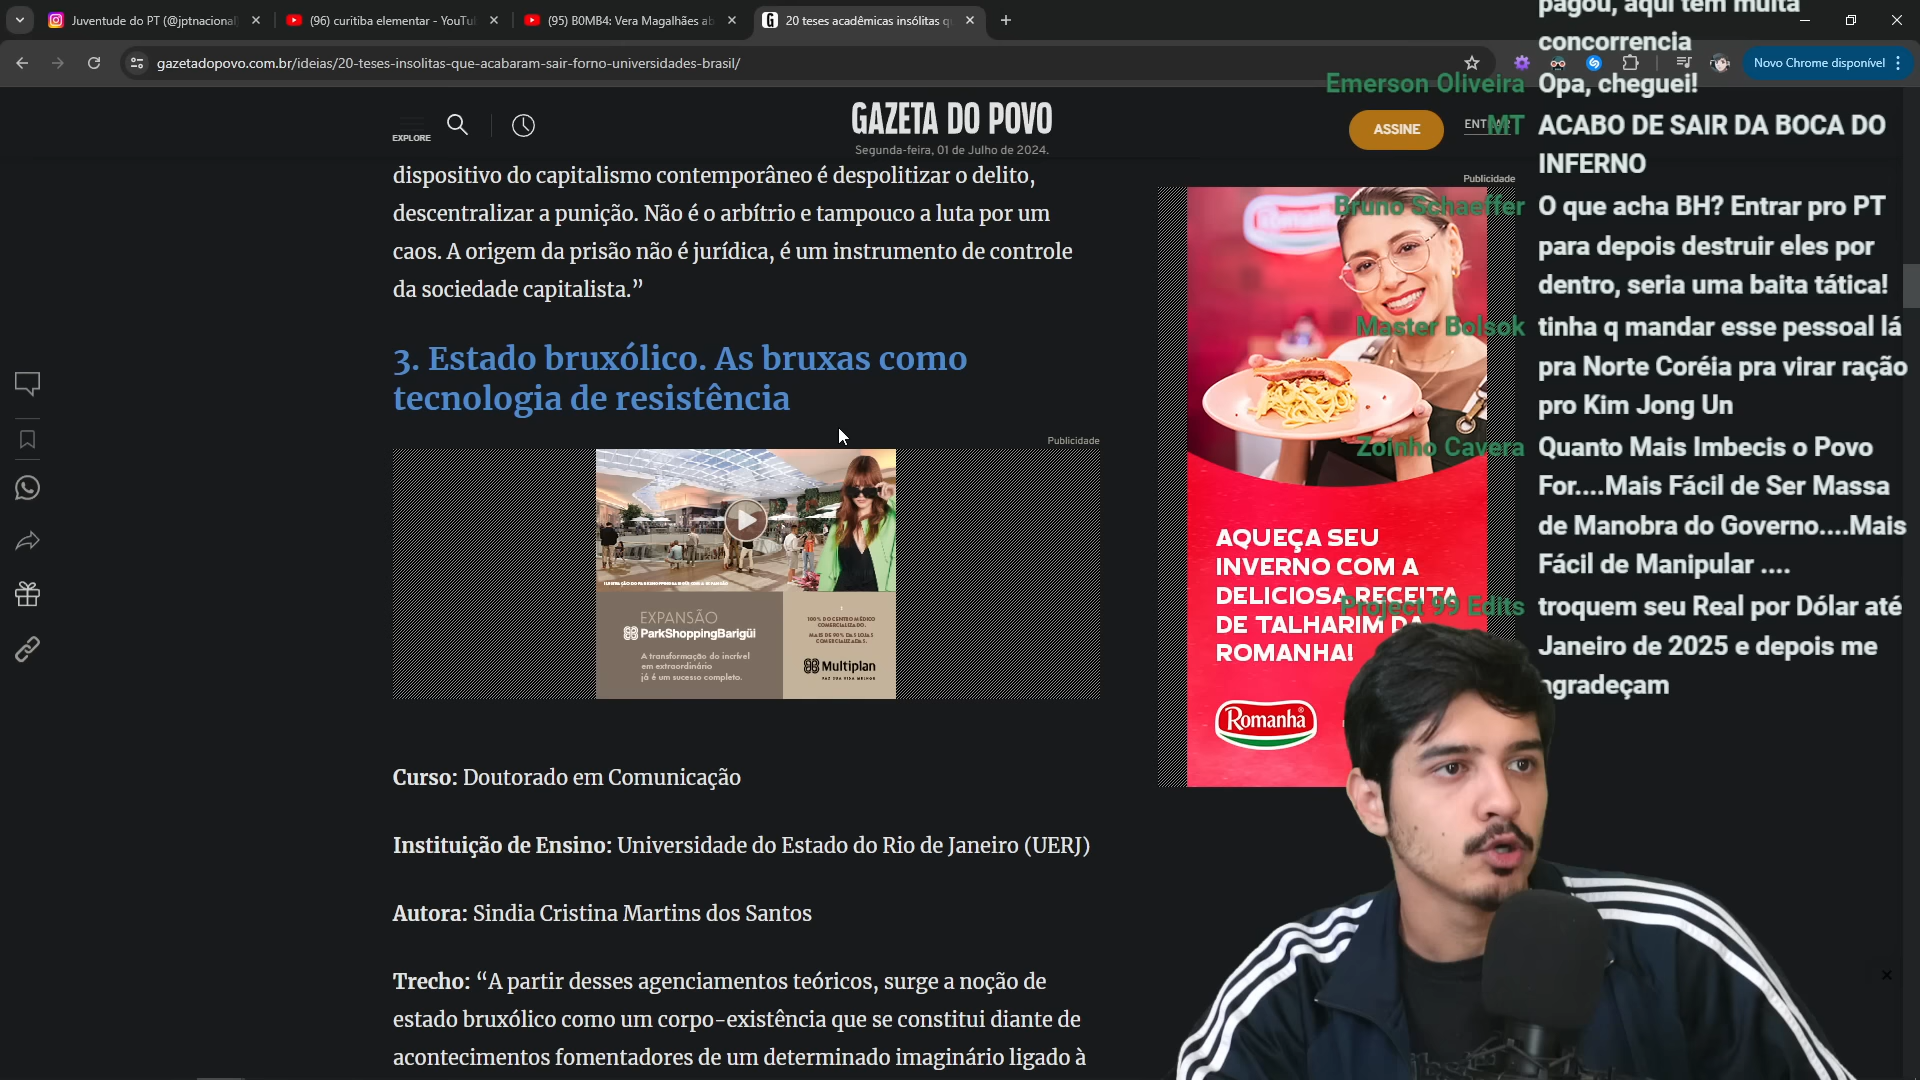 Juventude do PT (@jptnacional
(96) curitiba elementar - YouTu
(95) B0MB4: Vera Magalhães ab
20 teses acadêmicas insólitas q
gazetadopovo.com.br/ideias/20-teses-insolitas-que-acabaram-sair-forno-universidades-brasil/
Novo Chrome disponível
EXPLORE
GAZETA DO POVO
Segunda-feira, 01 de Julho de 2024.
ASSINE
dispositivo do capitalismo contemporâneo é despolitizar o delito,
descentralizar a punição. Não é o arbítrio e tampouco a luta por um
caos. A origem da prisão não é jurídica, é um instrumento de controle
da sociedade capitalista.”
3. Estado bruxólico. As bruxas como
tecnologia de resistência
Publicidade
EXPANSÃO
ParkShoppingBarigüi
A transformação do incrível
em extraordinário
já é um sucesso completo.
100% DO CENTRO MÉDICO
COMERCIALIZADO.
MAIS DE 90% DAS LOJAS
COMERCIALIZADAS.
Multiplan
Curso: Doutorado em Comunicação
Instituição de Ensino: Universidade do Estado do Rio de Janeiro (UERJ)
Autora: Sindia Cristina Martins dos Santos
Trecho: “A partir desses agenciamentos teóricos, surge a noção de
estado bruxólico como um corpo-existência que se constitui diante de
acontecimentos fomentadores de um determinado imaginário ligado à
Publicidade
AQUEÇA SEU
INVERNO COM A
DELICIOSA RECEITA
DE TALHARIM DA
ROMANHA!
Romanha
pagou, aqui tem muita
concorrencia
Emerson Oliveira Opa, cheguei!
MT ACABO DE SAIR DA BOCA DO
INFERNO
Bruno Schaeffer O que acha BH? Entrar pro PT
para depois destruir eles por
dentro, seria uma baita tática!
Master Bolsok tinha q mandar esse pessoal lá
pra Norte Coréia pra virar ração
pro Kim Jong Un
Zoinho Cavera Quanto Mais Imbecis o Povo
For....Mais Fácil de Ser Massa
de Manobra do Governo....Mais
Fácil de Manipular ....
Project 99 Edits troquem seu Real por Dólar até
Janeiro de 2025 e depois me
agradeçam